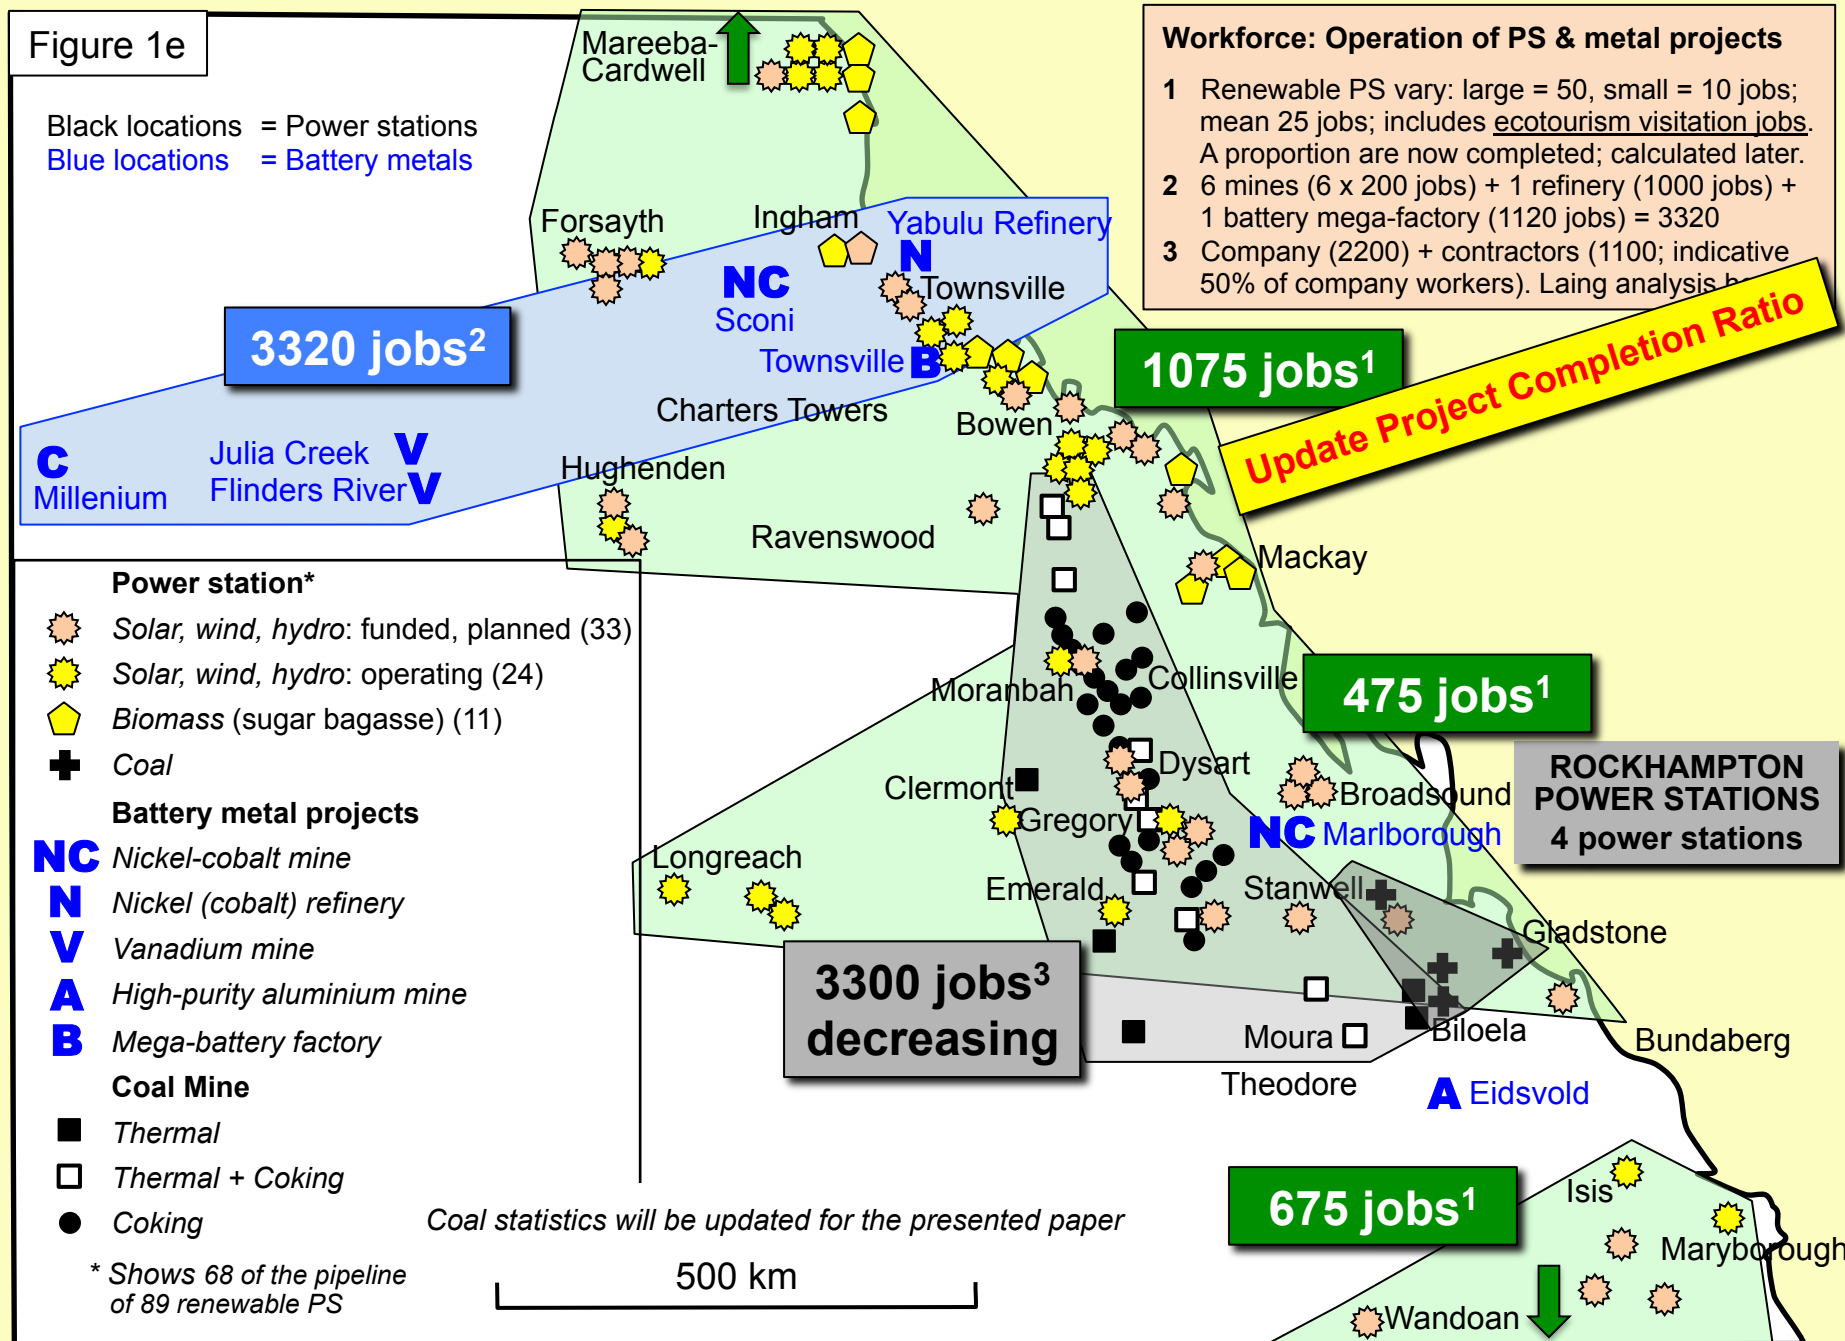 Figure 1e
Black locations = Power stations
Blue locations = Battery metals
Mareeba-
Cardwell
Workforce: Operation of PS & metal projects
1 Renewable PS vary: large = 50, small = 10 jobs;
mean 25 jobs; includes ecotourism visitation jobs.
A proportion are now completed; calculated later.
2 6 mines (6 x 200 jobs) + 1 refinery (1000 jobs) +
1 battery mega-factory (1120 jobs) = 3320
3 Company (2200) + contractors (1100; indicative
50% of company workers). Laing analysis
Update Project Completion Ratio
Forsayth
Ingham
Yabulu Refinery
N
NC
Sconi
Townsville
3320 jobs²
Townsville B
1075 jobs¹
Charters Towers
Bowen
C
Millenium
Julia Creek V
Flinders River V
Hughenden
Ravenswood
Mackay
Moranbah
Collinsville
475 jobs¹
Clermont
Dysart
Broadsound
ROCKHAMPTON
POWER STATIONS
4 power stations
Gregory
NC Marlborough
Longreach
Emerald
Stanwell
Gladstone
3300 jobs³
decreasing
Moura
Biloela
Bundaberg
Theodore
A Eidsvold
675 jobs¹
Isis
Maryborough
Wandoan
Power station*
Solar, wind, hydro: funded, planned (33)
Solar, wind, hydro: operating (24)
Biomass (sugar bagasse) (11)
Coal
Battery metal projects
NC Nickel-cobalt mine
N Nickel (cobalt) refinery
V Vanadium mine
A High-purity aluminium mine
B Mega-battery factory
Coal Mine
Thermal
Thermal + Coking
Coking
* Shows 68 of the pipeline
of 89 renewable PS
Coal statistics will be updated for the presented paper
500 km